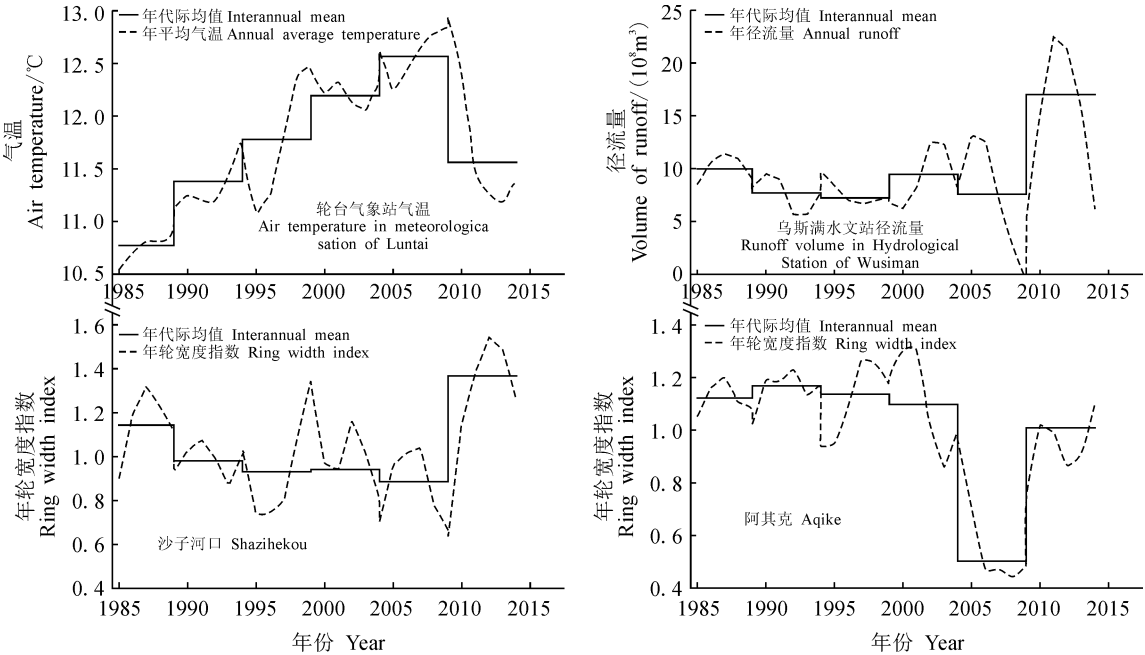 年代际均值 Interannual mean
年平均气温 Annual average temperature
气温
Air temperature/℃
13.0
12.5
12.0
11.5
11.0
10.5
轮台气象站气温
Air temperature in meteorologica
sation of Luntai
1985 1990 1995 2000 2005 2010 2015
年代际均值 Interannual mean
年径流量 Annual runoff
径流量
Volume of runoff/(10⁸m³)
25
20
15
10
5
0
乌斯满水文站径流量
Runoff volume in Hydrological
Station of Wusiman
1985 1990 1995 2000 2005 2010 2015
年代际均值 Interannual mean
年轮宽度指数 Ring width index
年轮宽度指数
Ring width index
1.6
1.4
1.2
1.0
0.8
0.6
0.4
沙子河口 Shazihekou
1985 1990 1995 2000 2005 2010 2015
年份 Year
年代际均值 Interannual mean
年轮宽度指数 Ring width index
年轮宽度指数
Ring width index
1.4
1.2
1.0
0.8
0.6
0.4
阿其克 Aqike
1985 1990 1995 2000 2005 2010 2015
年份 Year